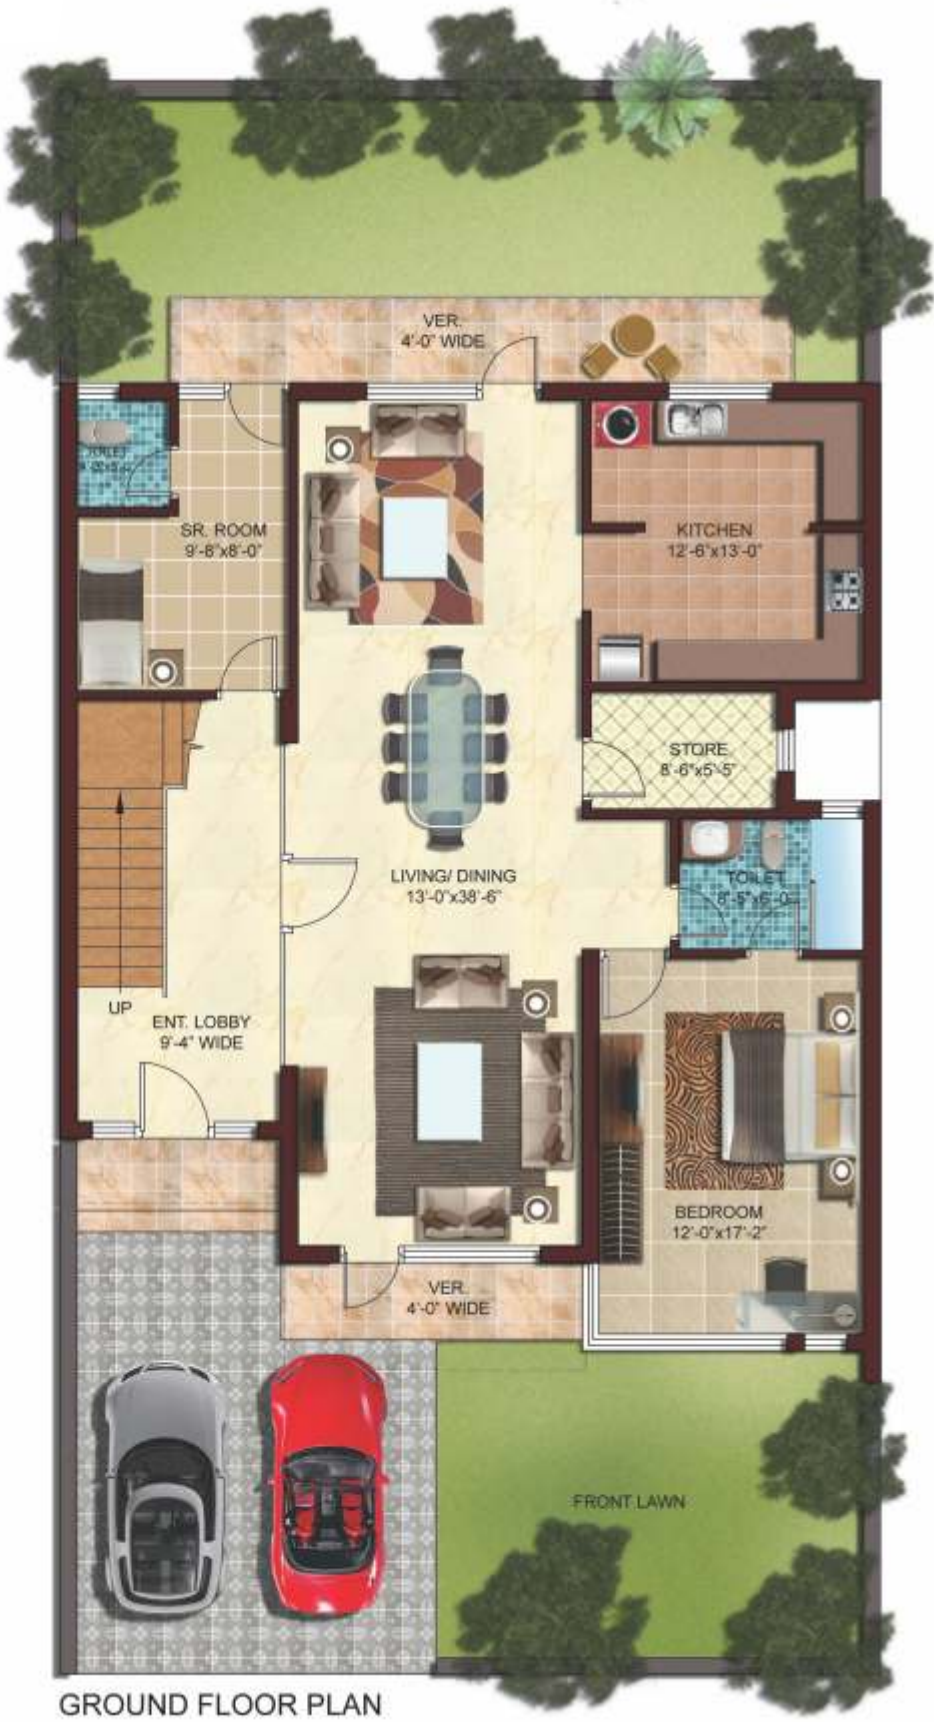 VER.
4'-0" WIDE
TOILET
SR. ROOM
9'-8"x8'-0"
KITCHEN
12'-6"x13'-0"
STORE
8'-6"x5'-5"
LIVING/ DINING
13'-0"x38'-6"
TOILET
8'-5"x6'-0"
UP
ENT. LOBBY
9'-4" WIDE
BEDROOM
12'-0"x17'-2"
VER.
4'-0" WIDE
FRONT LAWN
GROUND FLOOR PLAN